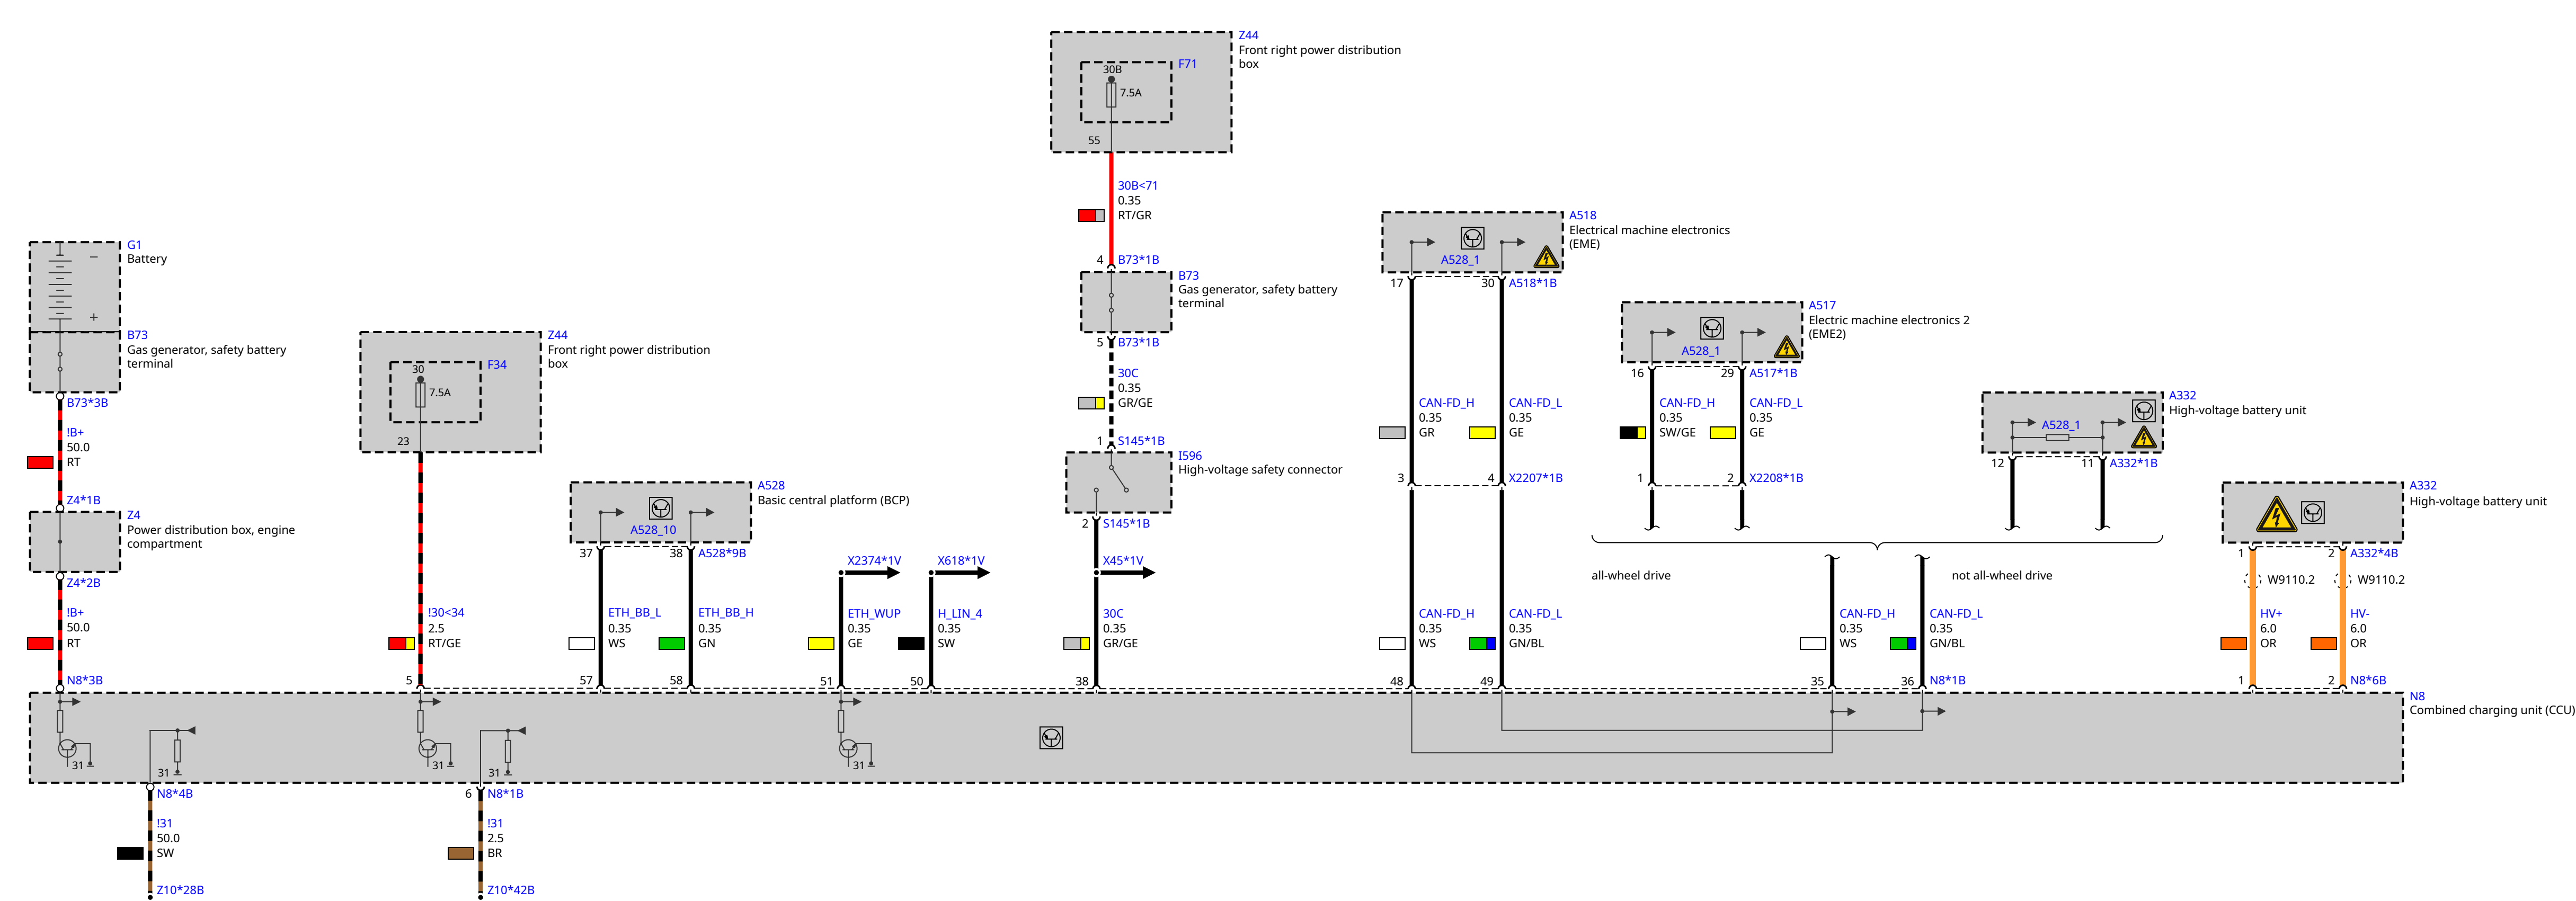 Z44
Front right power distribution
box
F71
30B
7.5A
55
30B<71
0.35
RT/GR
4
B73*1B
B73
Gas generator, safety battery
terminal
5
B73*1B
30C
0.35
GR/GE
1
S145*1B
I596
High-voltage safety connector
2
S145*1B
X45*1V
30C
0.35
GR/GE
38
G1
Battery
−
+
B73
Gas generator, safety battery
terminal
B73*3B
!B+
50.0
RT
Z4*1B
Z4
Power distribution box, engine
compartment
Z4*2B
!B+
50.0
RT
N8*3B
Z44
Front right power distribution
box
F34
30
7.5A
23
!30<34
2.5
RT/GE
5
A528
Basic central platform (BCP)
A528_10
37
38
A528*9B
ETH_BB_L
0.35
WS
57
ETH_BB_H
0.35
GN
58
X2374*1V
ETH_WUP
0.35
GE
51
X618*1V
H_LIN_4
0.35
SW
50
A518
Electrical machine electronics
(EME)
A528_1
17
30
A518*1B
CAN-FD_H
0.35
GR
CAN-FD_L
0.35
GE
3
4
X2207*1B
CAN-FD_H
0.35
WS
48
CAN-FD_L
0.35
GN/BL
49
A517
Electric machine electronics 2
(EME2)
A528_1
16
29
A517*1B
CAN-FD_H
0.35
SW/GE
CAN-FD_L
0.35
GE
1
2
X2208*1B
A332
High-voltage battery unit
A528_1
12
11
A332*1B
all-wheel drive
not all-wheel drive
CAN-FD_H
0.35
WS
35
CAN-FD_L
0.35
GN/BL
36
N8*1B
A332
High-voltage battery unit
1
2
A332*4B
W9110.2
W9110.2
HV+
6.0
OR
HV-
6.0
OR
1
2
N8*6B
N8
Combined charging unit (CCU)
31
31
31
31
31
N8*4B
!31
50.0
SW
Z10*28B
6
N8*1B
!31
2.5
BR
Z10*42B